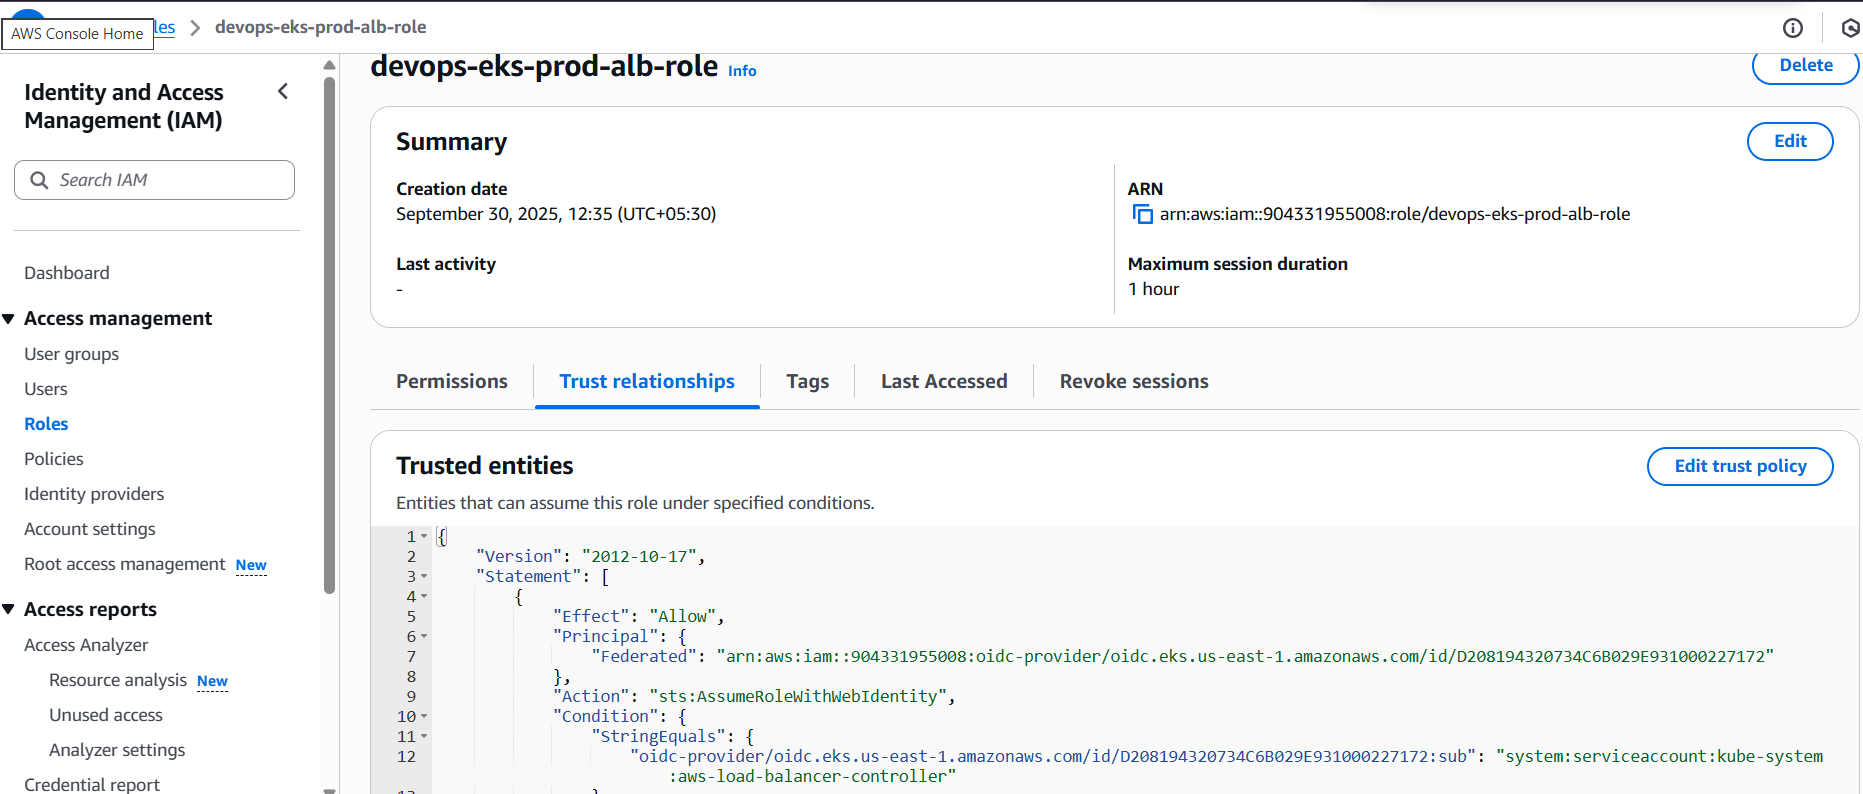 AWS Console Home
les > devops-eks-prod-alb-role
Identity and Access
Management (IAM)
Search IAM
Dashboard
Access management
User groups
Users
Roles
Policies
Identity providers
Account settings
Root access management New
Access reports
Access Analyzer
Resource analysis New
Unused access
Analyzer settings
Credential report
devops-eks-prod-alb-role Info
Delete
Summary
Edit
Creation date
September 30, 2025, 12:35 (UTC+05:30)
ARN
arn:aws:iam::904331955008:role/devops-eks-prod-alb-role
Last activity
-
Maximum session duration
1 hour
Permissions
Trust relationships
Tags
Last Accessed
Revoke sessions
Trusted entities
Edit trust policy
Entities that can assume this role under specified conditions.
1 {
2 "Version": "2012-10-17",
3 "Statement": [
4 {
5 "Effect": "Allow",
6 "Principal": {
7 "Federated": "arn:aws:iam::904331955008:oidc-provider/oidc.eks.us-east-1.amazonaws.com/id/D208194320734C6B029E931000227172"
8 },
9 "Action": "sts:AssumeRoleWithWebIdentity",
10 "Condition": {
11 "StringEquals": {
12 "oidc-provider/oidc.eks.us-east-1.amazonaws.com/id/D208194320734C6B029E931000227172:sub": "system:serviceaccount:kube-system
:aws-load-balancer-controller"